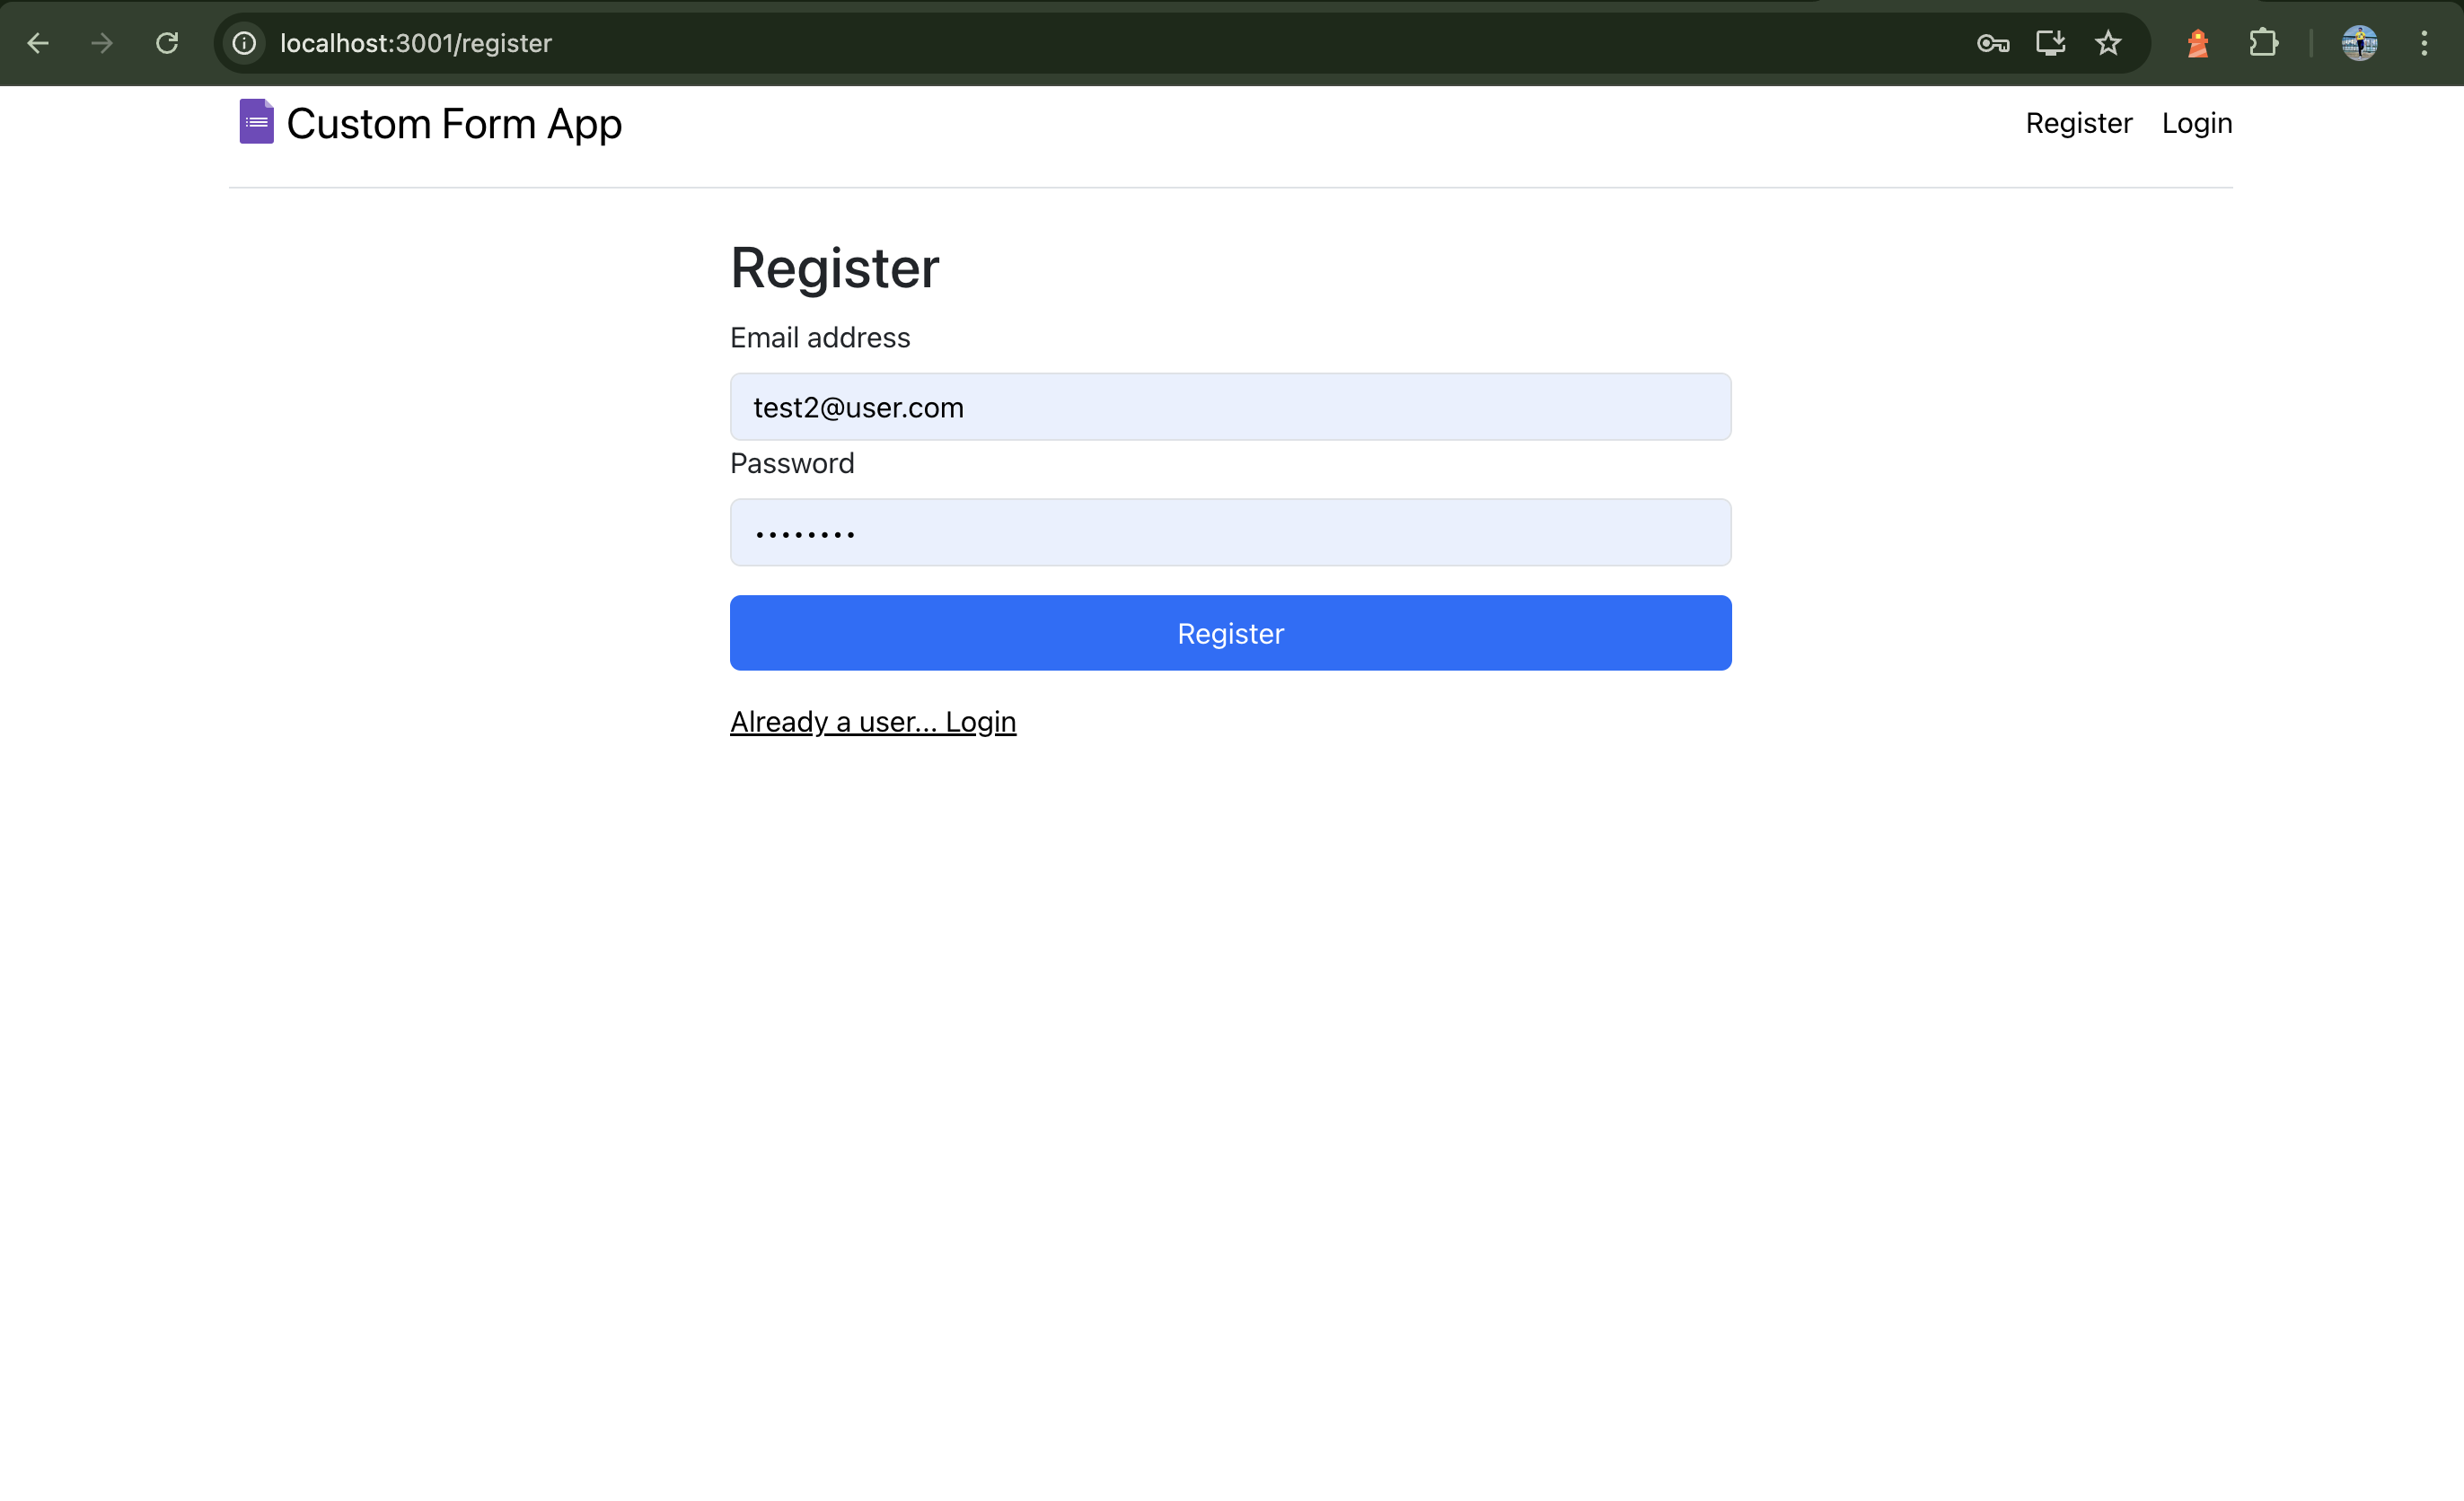 localhost:3001/register
Custom Form App
Register Login
Register
Email address
test2@user.com
Password
••••••••
Register
Already a user... Login